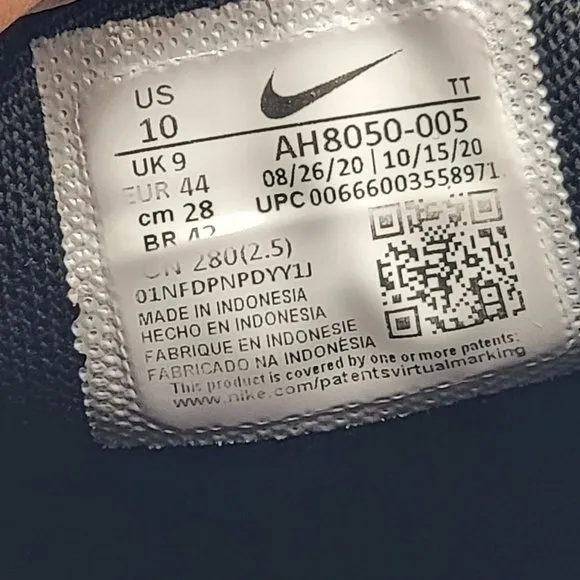 US
10
TT
UK 9
EUR 44
cm 28
BR 42
AH8050-005
08/26/20 | 10/15/20
UPC 00666003558971
CN 280(2.5)
01NFDPNPDYY1J
MADE IN INDONESIA
HECHO EN INDONESIA
FABRIQUE EN INDONESIE
FABRICADO NA INDONÉSIA
This product is covered by one or more patents:
www.nike.com/patentsvirtualmarking